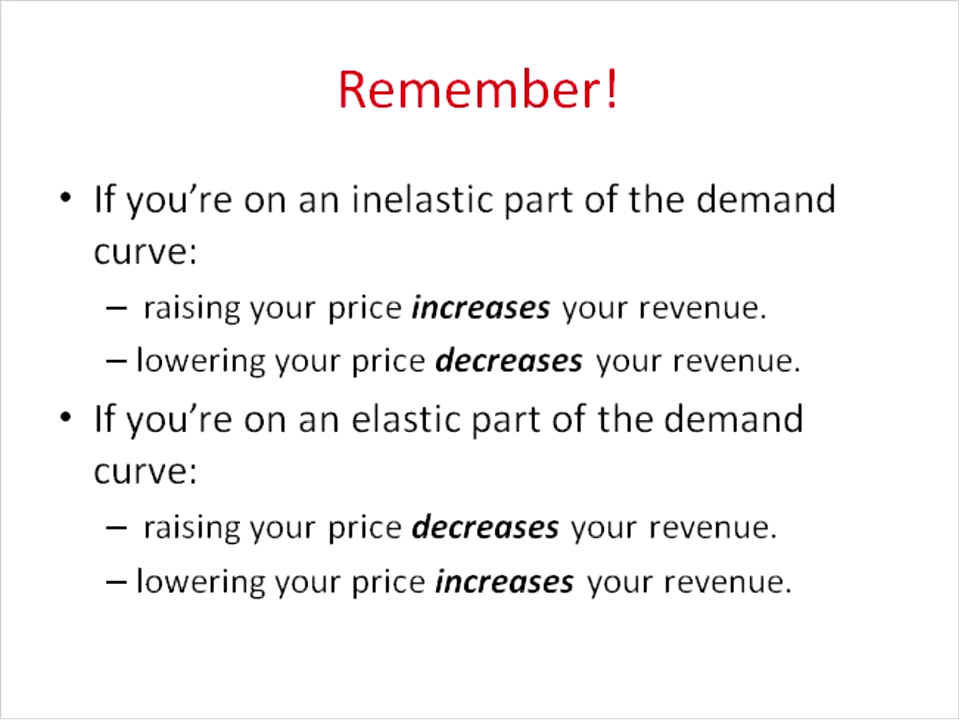 Remember!
• If you’re on an inelastic part of the demand
curve:
– raising your price increases your revenue.
– lowering your price decreases your revenue.
• If you’re on an elastic part of the demand
curve:
– raising your price decreases your revenue.
– lowering your price increases your revenue.